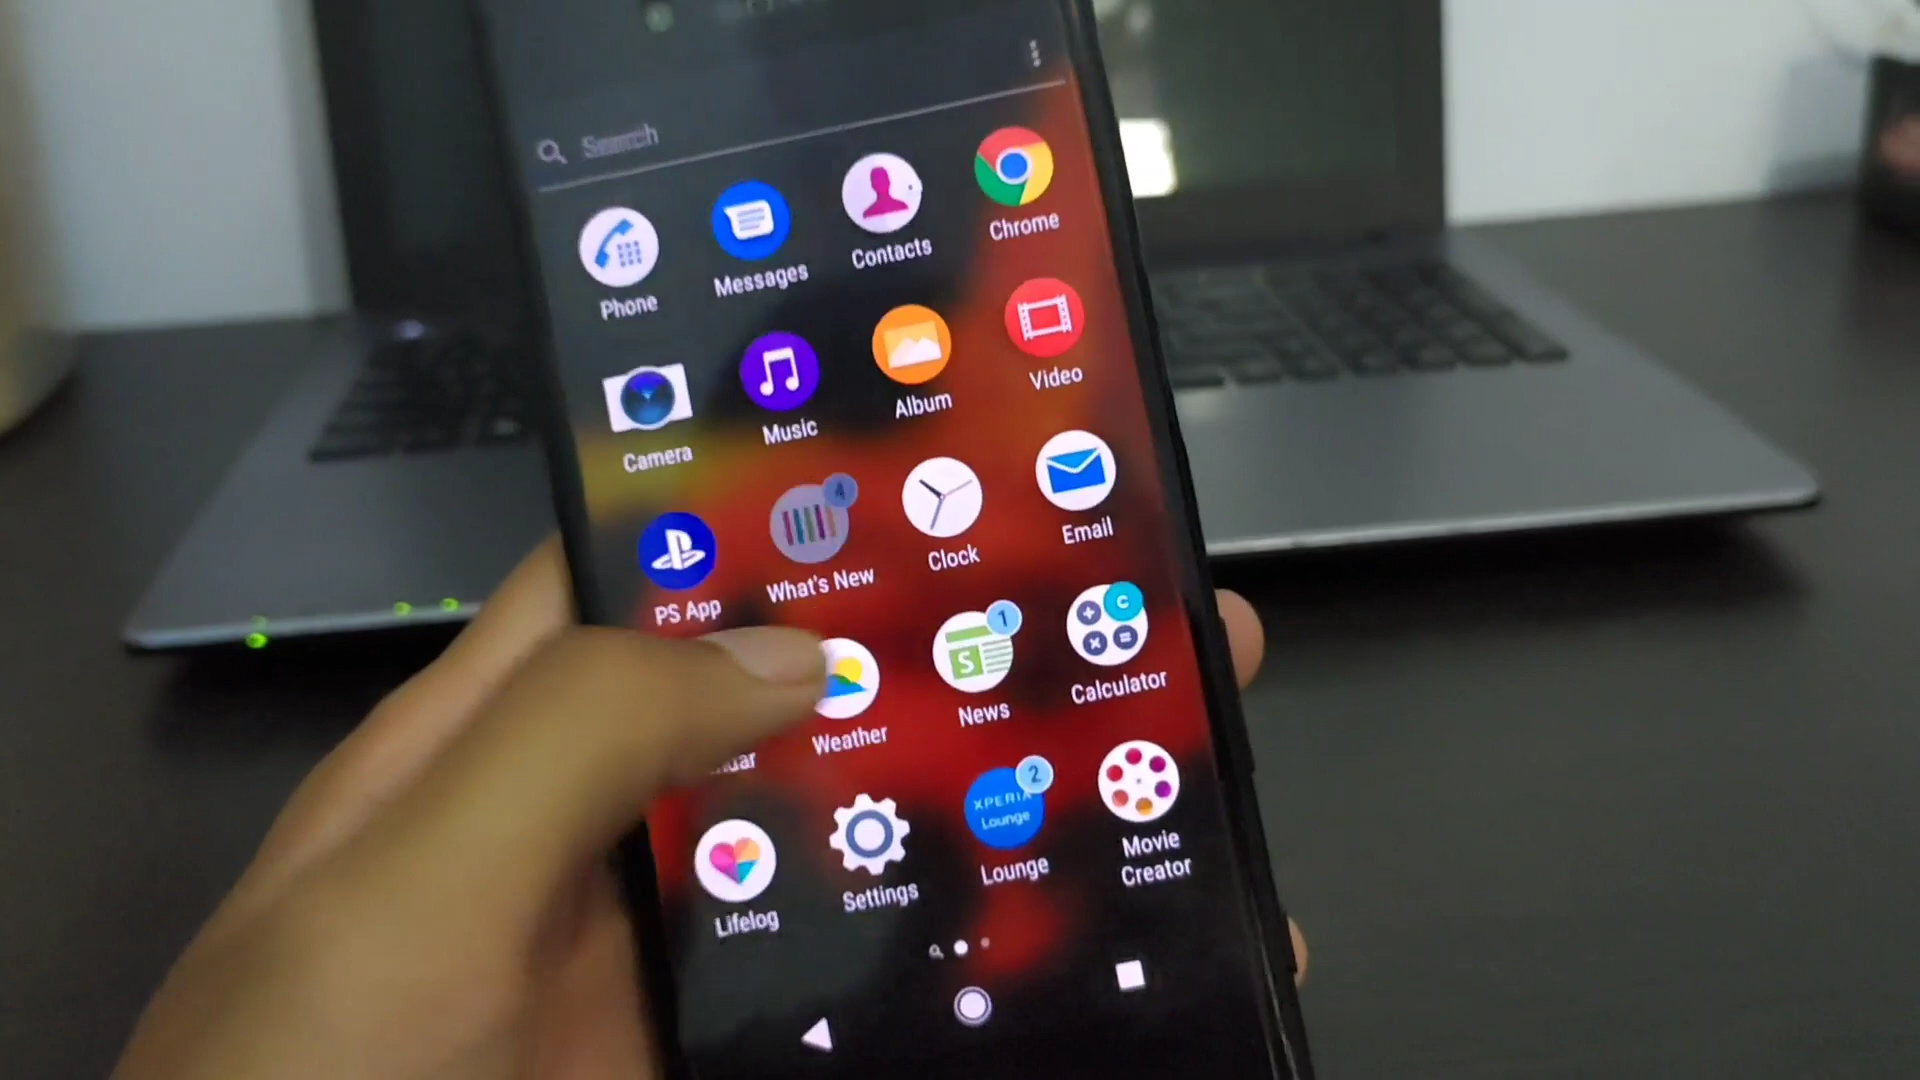 Search
Phone
Messages
Contacts
Chrome
Camera
Music
Album
Video
4
PS App
What's New
Clock
Email
S
1
C
dar
Weather
News
Calculator
XPERIA
Lounge
2
Lifelog
Settings
Lounge
Movie
Creator